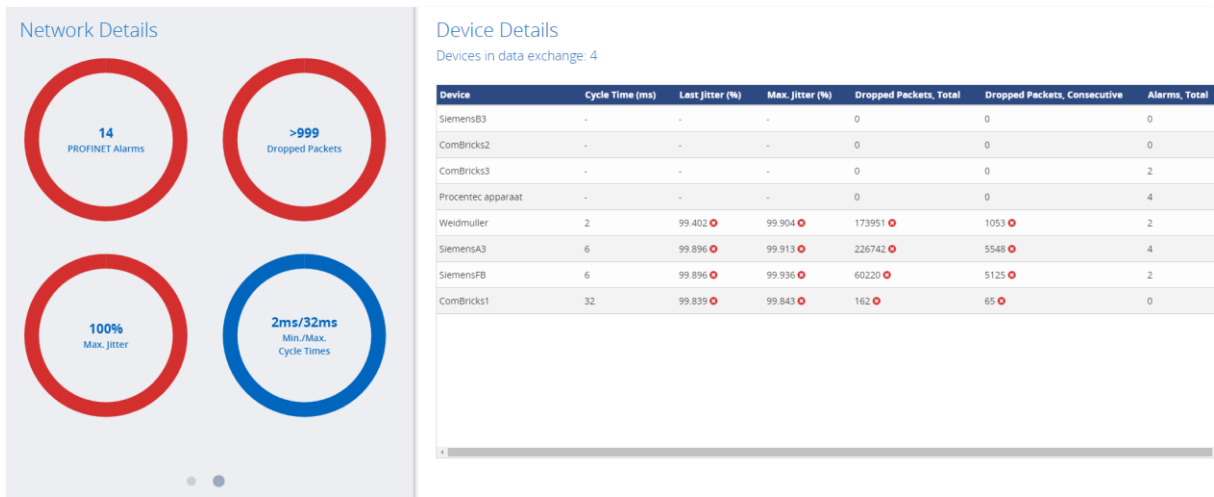 Network Details
14
PROFINET Alarms
>999
Dropped Packets
100%
Max. Jitter
2ms/32ms
Min./Max.
Cycle Times
Device Details
Devices in data exchange: 4
Device Cycle Time (ms) Last Jitter (%) Max. Jitter (%) Dropped Packets, Total Dropped Packets, Consecutive Alarms, Total
SiemensB3 - - - 0 0 0
ComBricks2 - - - 0 0 0
ComBricks3 - - - 0 0 2
Procentec apparaat - - - 0 0 4
Weidmuller 2 99.402 99.904 173951 1053 2
SiemensA3 6 99.896 99.913 226742 5548 4
SiemensFB 6 99.896 99.936 60220 5125 2
ComBricks1 32 99.839 99.843 162 65 0